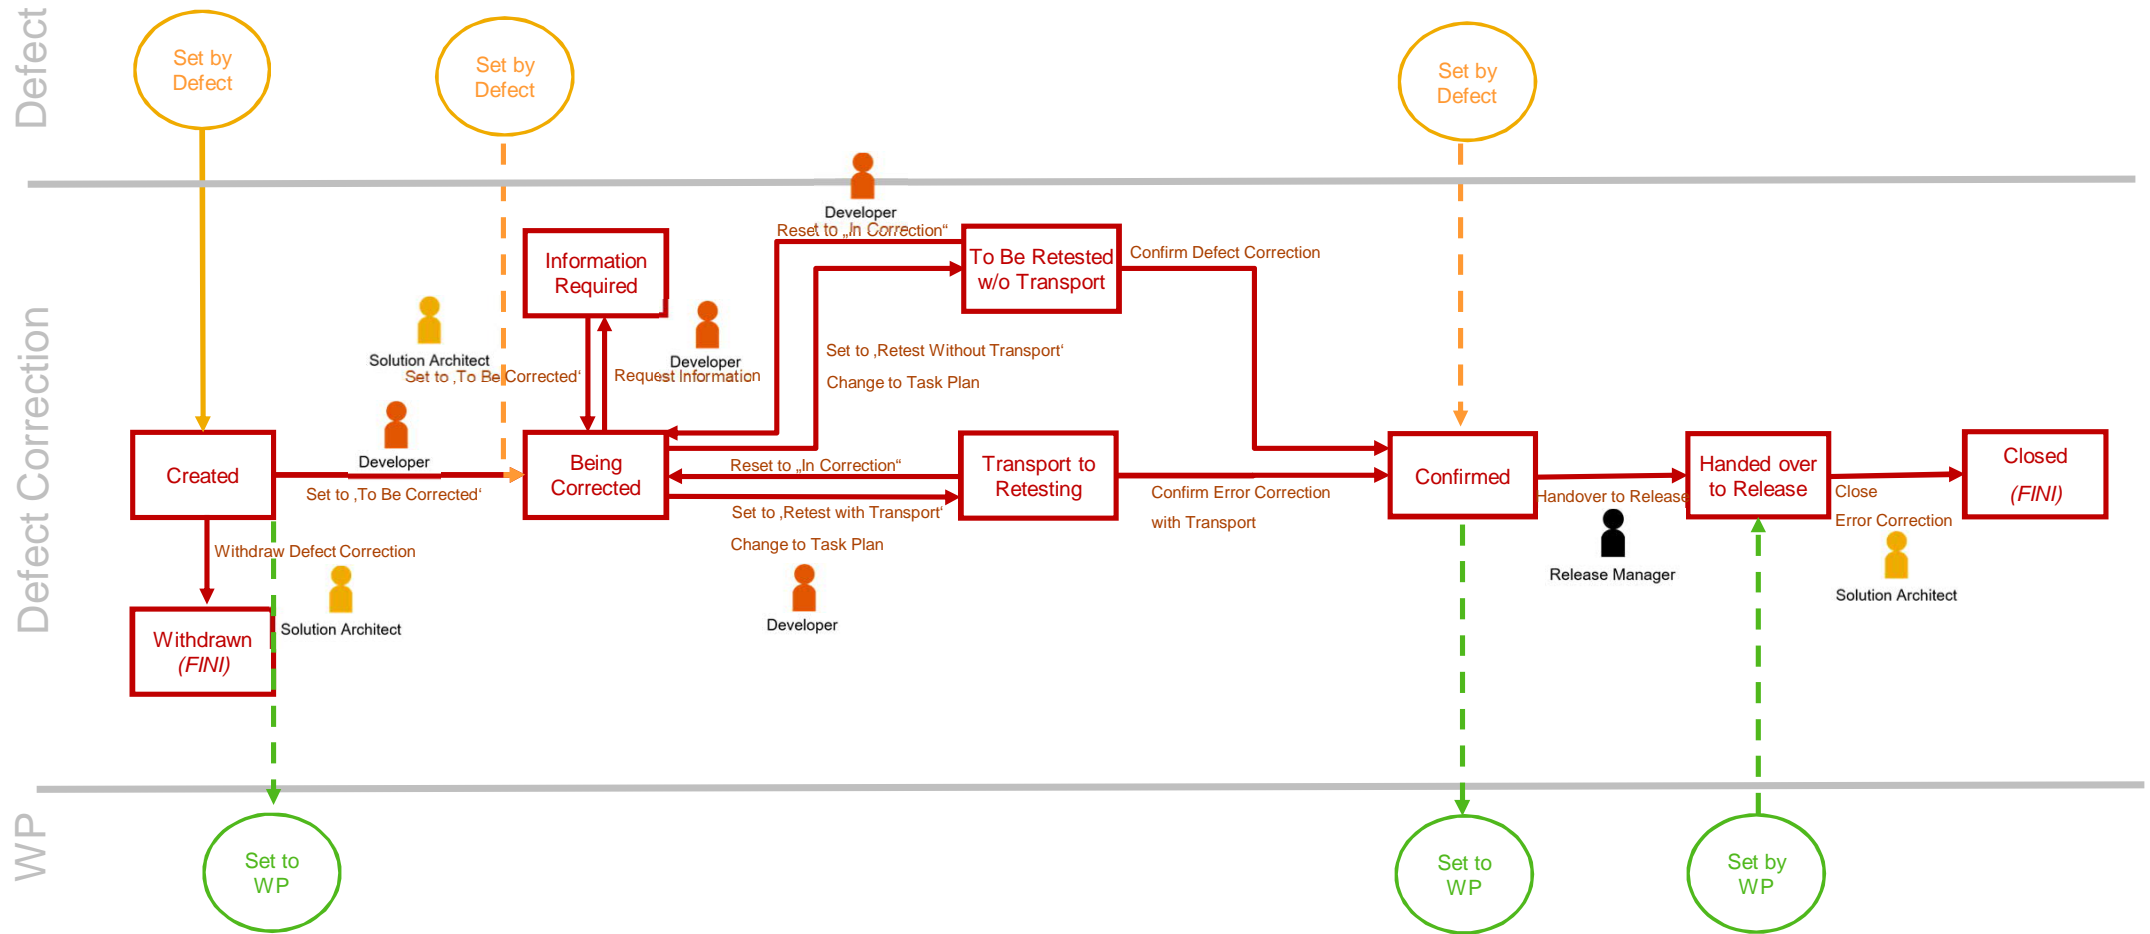 Defect
Set by
Defect
Set by
Defect
Set by
Defect
Defect Correction
Developer
Reset to „In Correction“
Information
Required
To Be Retested
w/o Transport
Confirm Defect Correction
Solution Architect
Set to ‚To Be Corrected‘
Developer
Request Information
Set to ‚Retest Without Transport‘
Change to Task Plan
Created
Developer
Set to ‚To Be Corrected‘
Being
Corrected
Reset to „In Correction“
Set to ‚Retest with Transport‘
Change to Task Plan
Developer
Transport to
Retesting
Confirm Error Correction
with Transport
Confirmed
Handover to Release
Release Manager
Handed over
to Release
Close
Error Correction
Solution Architect
Closed
(FINI)
Withdraw Defect Correction
Solution Architect
Withdrawn
(FINI)
WP
Set to
WP
Set to
WP
Set by
WP